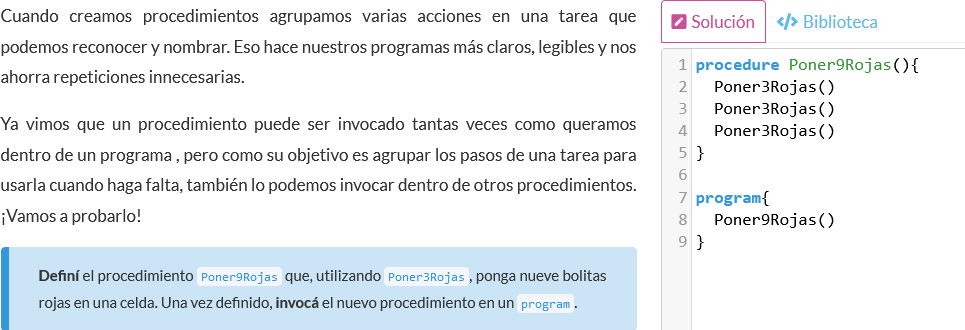 Cuando creamos procedimientos agrupamos varias acciones en una tarea que
podemos reconocer y nombrar. Eso hace nuestros programas más claros, legibles y nos
ahorra repeticiones innecesarias.
Ya vimos que un procedimiento puede ser invocado tantas veces como queramos
dentro de un programa , pero como su objetivo es agrupar los pasos de una tarea para
usarla cuando haga falta, también lo podemos invocar dentro de otros procedimientos.
¡Vamos a probarlo!
Definí el procedimiento Poner9Rojas que, utilizando Poner3Rojas, ponga nueve bolitas
rojas en una celda. Una vez definido, invocá el nuevo procedimiento en un program.
Solución </> Biblioteca
1 procedure Poner9Rojas(){
2 Poner3Rojas()
3 Poner3Rojas()
4 Poner3Rojas()
5 }
6
7 program{
8 Poner9Rojas()
9 }